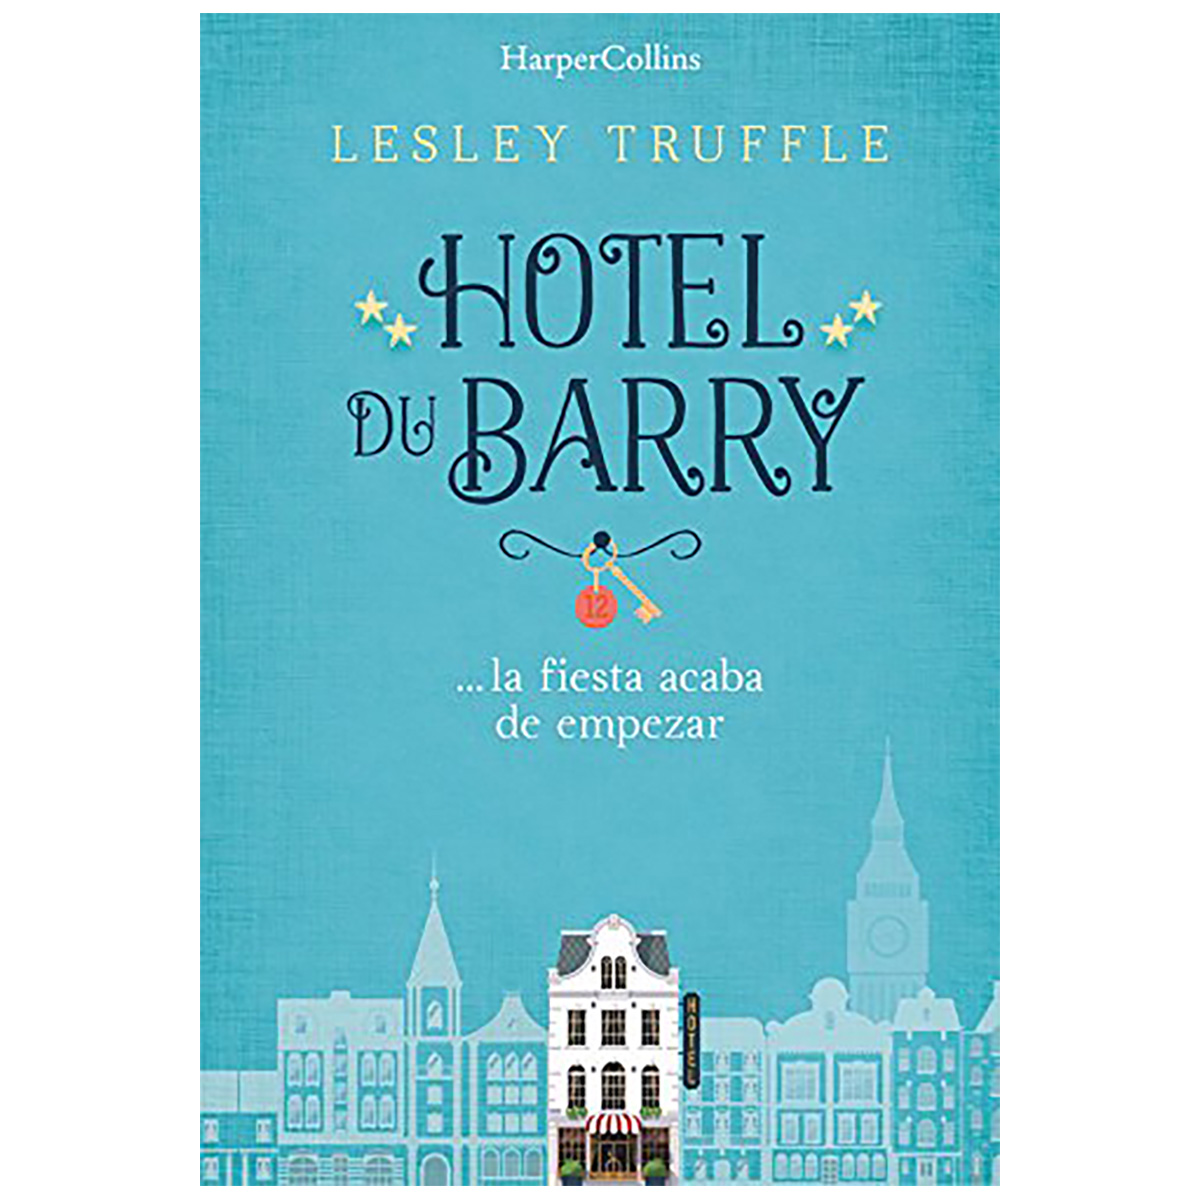 HarperCollins
LESLEY TRUFFLE
HOTEL
DU BARRY
12
...la fiesta acaba
de empezar
HOTEL